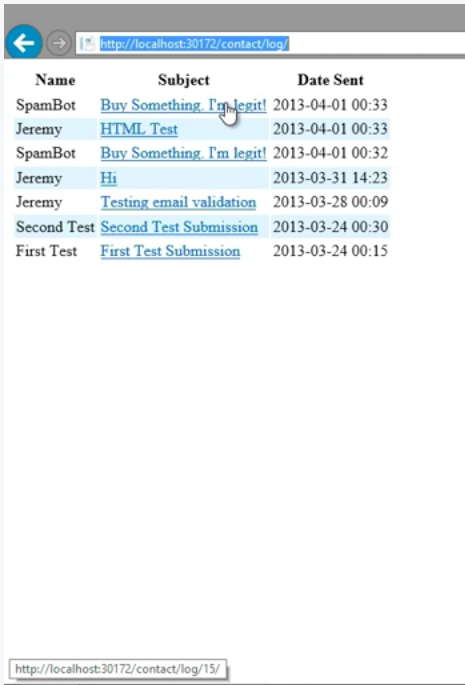 http://localhost:30172/contact/log/
Name Subject Date Sent
SpamBot Buy Something. I'm legit! 2013-04-01 00:33
Jeremy HTML Test 2013-04-01 00:33
SpamBot Buy Something. I'm legit! 2013-04-01 00:32
Jeremy Hi 2013-03-31 14:23
Jeremy Testing email validation 2013-03-28 00:09
Second Test Second Test Submission 2013-03-24 00:30
First Test First Test Submission 2013-03-24 00:15
http://localhost:30172/contact/log/15/